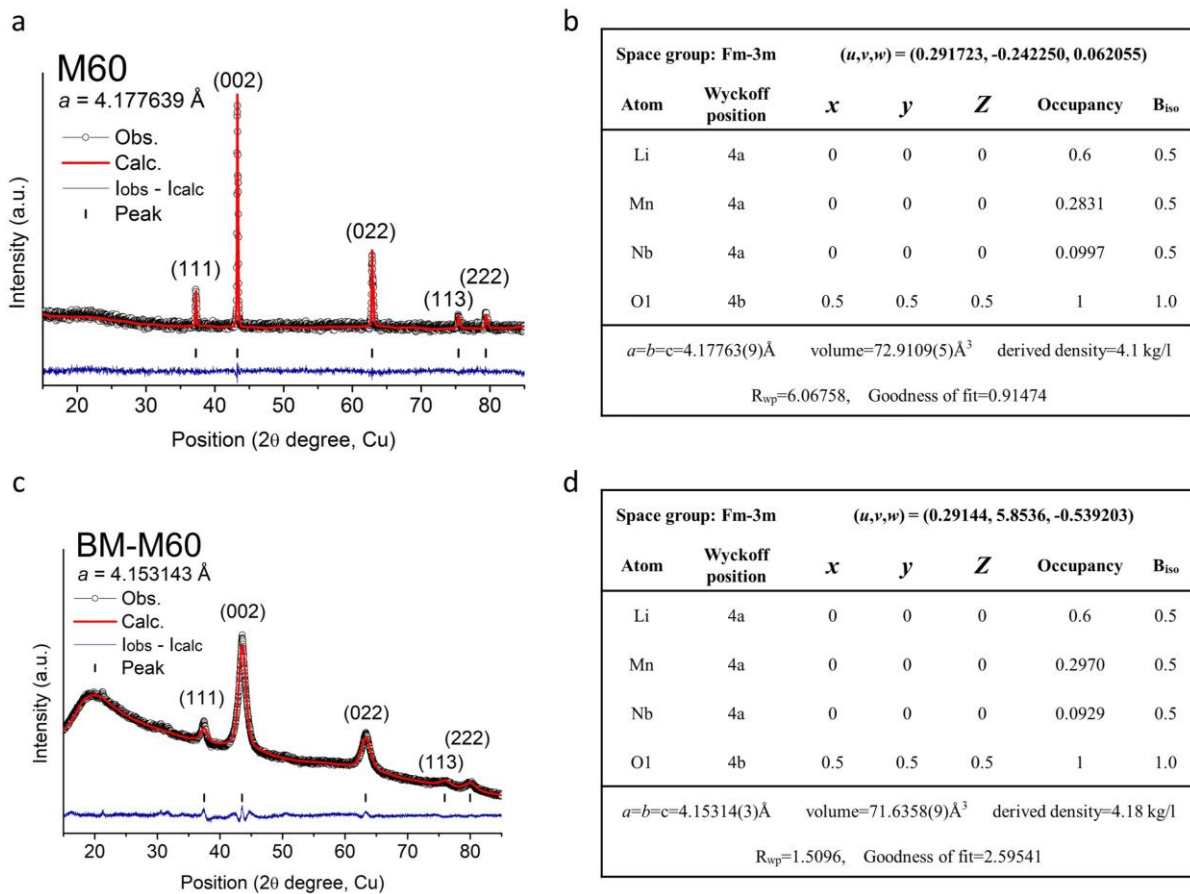 a
M60
a = 4.177639 Å
Obs.
Calc.
Iobs - Icalc
Peak
(111)
(002)
(022)
(113)
(222)
Intensity (a.u.)
20 30 40 50 60 70 80
Position (2θ degree, Cu)
b
Space group: Fm-3m (u,v,w) = (0.291723, -0.242250, 0.062055)
Atom Wyckoff position x y Z Occupancy Biso
Li 4a 0 0 0 0.6 0.5
Mn 4a 0 0 0 0.2831 0.5
Nb 4a 0 0 0 0.0997 0.5
O1 4b 0.5 0.5 0.5 1 1.0
a=b=c=4.17763(9)Å volume=72.9109(5)Å³ derived density=4.1 kg/l
Rwp=6.06758, Goodness of fit=0.91474
c
BM-M60
a = 4.153143 Å
Obs.
Calc.
Iobs - Icalc
Peak
(111)
(002)
(022)
(113)
(222)
Intensity (a.u.)
20 30 40 50 60 70 80
Position (2θ degree, Cu)
d
Space group: Fm-3m (u,v,w) = (0.29144, 5.8536, -0.539203)
Atom Wyckoff position x y Z Occupancy Biso
Li 4a 0 0 0 0.6 0.5
Mn 4a 0 0 0 0.2970 0.5
Nb 4a 0 0 0 0.0929 0.5
O1 4b 0.5 0.5 0.5 1 1.0
a=b=c=4.15314(3)Å volume=71.6358(9)Å³ derived density=4.18 kg/l
Rwp=1.5096, Goodness of fit=2.59541